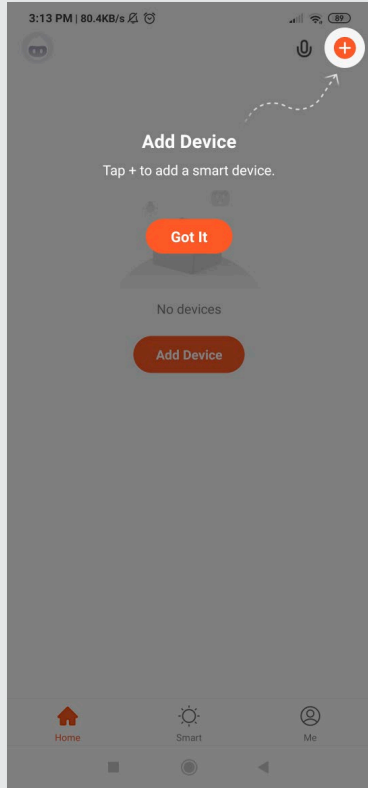 3:13 PM | 80.4KB/s
89
Add Device
Tap + to add a smart device.
Got It
No devices
Add Device
Home
Smart
Me